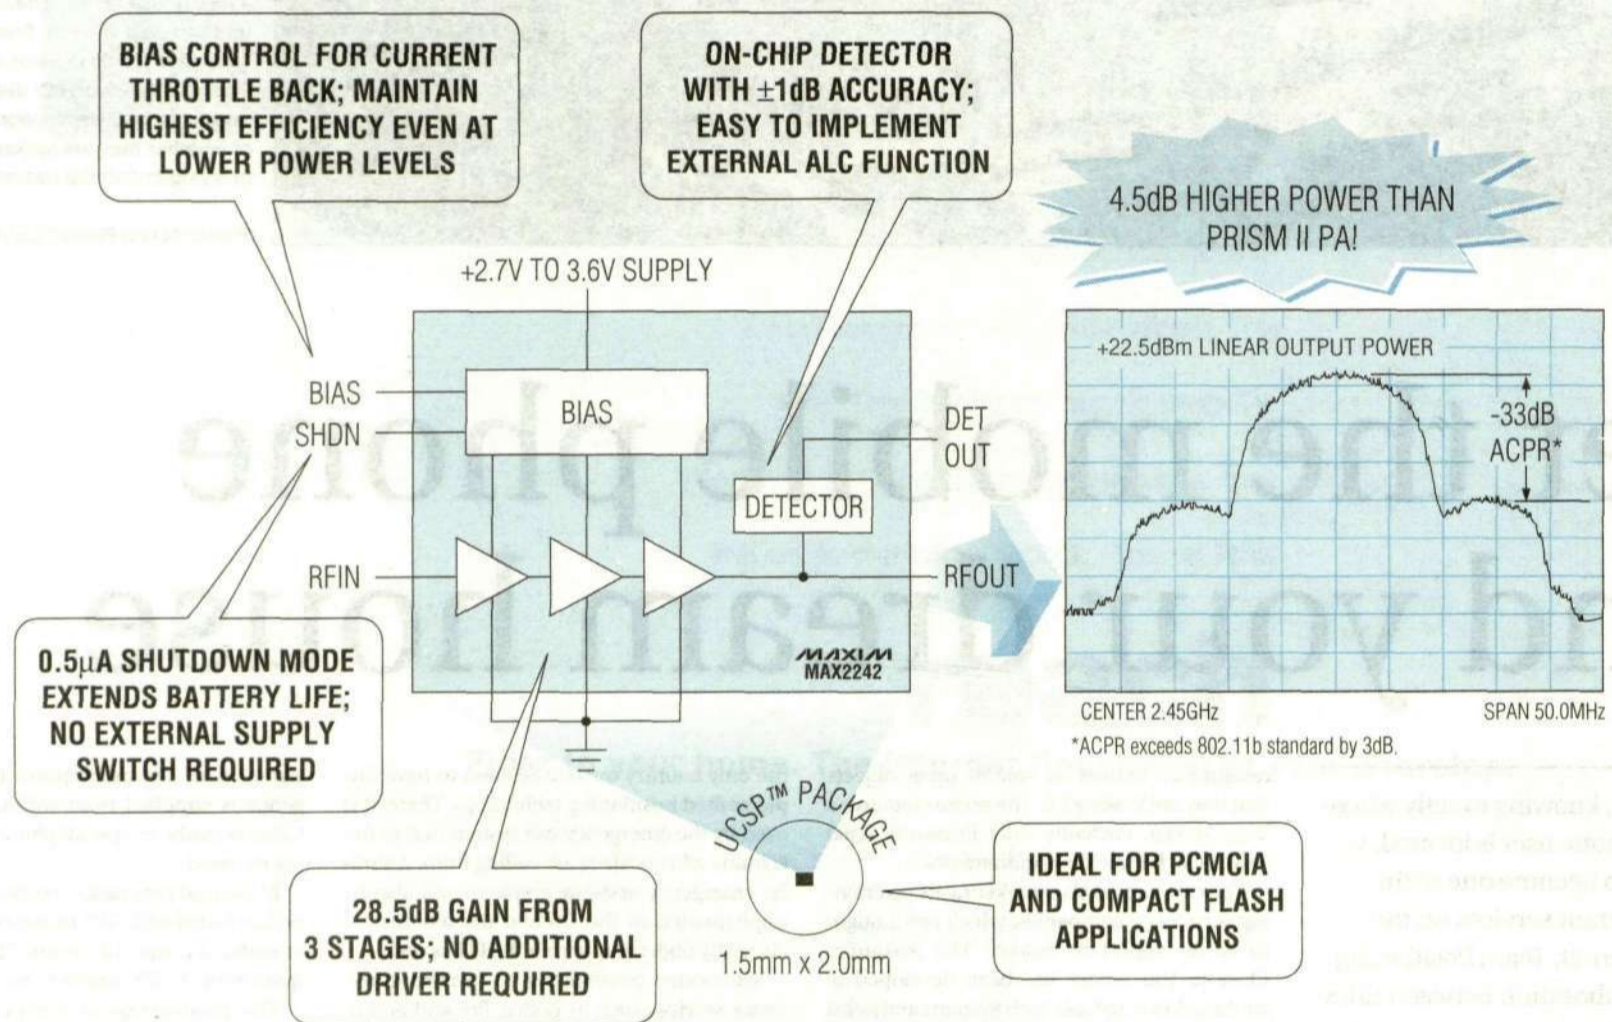 BIAS CONTROL FOR CURRENT
THROTTLE BACK; MAINTAIN
HIGHEST EFFICIENCY EVEN AT
LOWER POWER LEVELS
ON-CHIP DETECTOR
WITH ±1dB ACCURACY;
EASY TO IMPLEMENT
EXTERNAL ALC FUNCTION
4.5dB HIGHER POWER THAN
PRISM II PA!
+2.7V TO 3.6V SUPPLY
BIAS
SHDN
BIAS
DET
OUT
DETECTOR
RFIN
RFOUT
MAXIM
MAX2242
+22.5dBm LINEAR OUTPUT POWER
-33dB
ACPR*
CENTER 2.45GHz
SPAN 50.0MHz
*ACPR exceeds 802.11b standard by 3dB.
0.5µA SHUTDOWN MODE
EXTENDS BATTERY LIFE;
NO EXTERNAL SUPPLY
SWITCH REQUIRED
28.5dB GAIN FROM
3 STAGES; NO ADDITIONAL
DRIVER REQUIRED
UCSP™ PACKAGE
1.5mm x 2.0mm
IDEAL FOR PCMCIA
AND COMPACT FLASH
APPLICATIONS